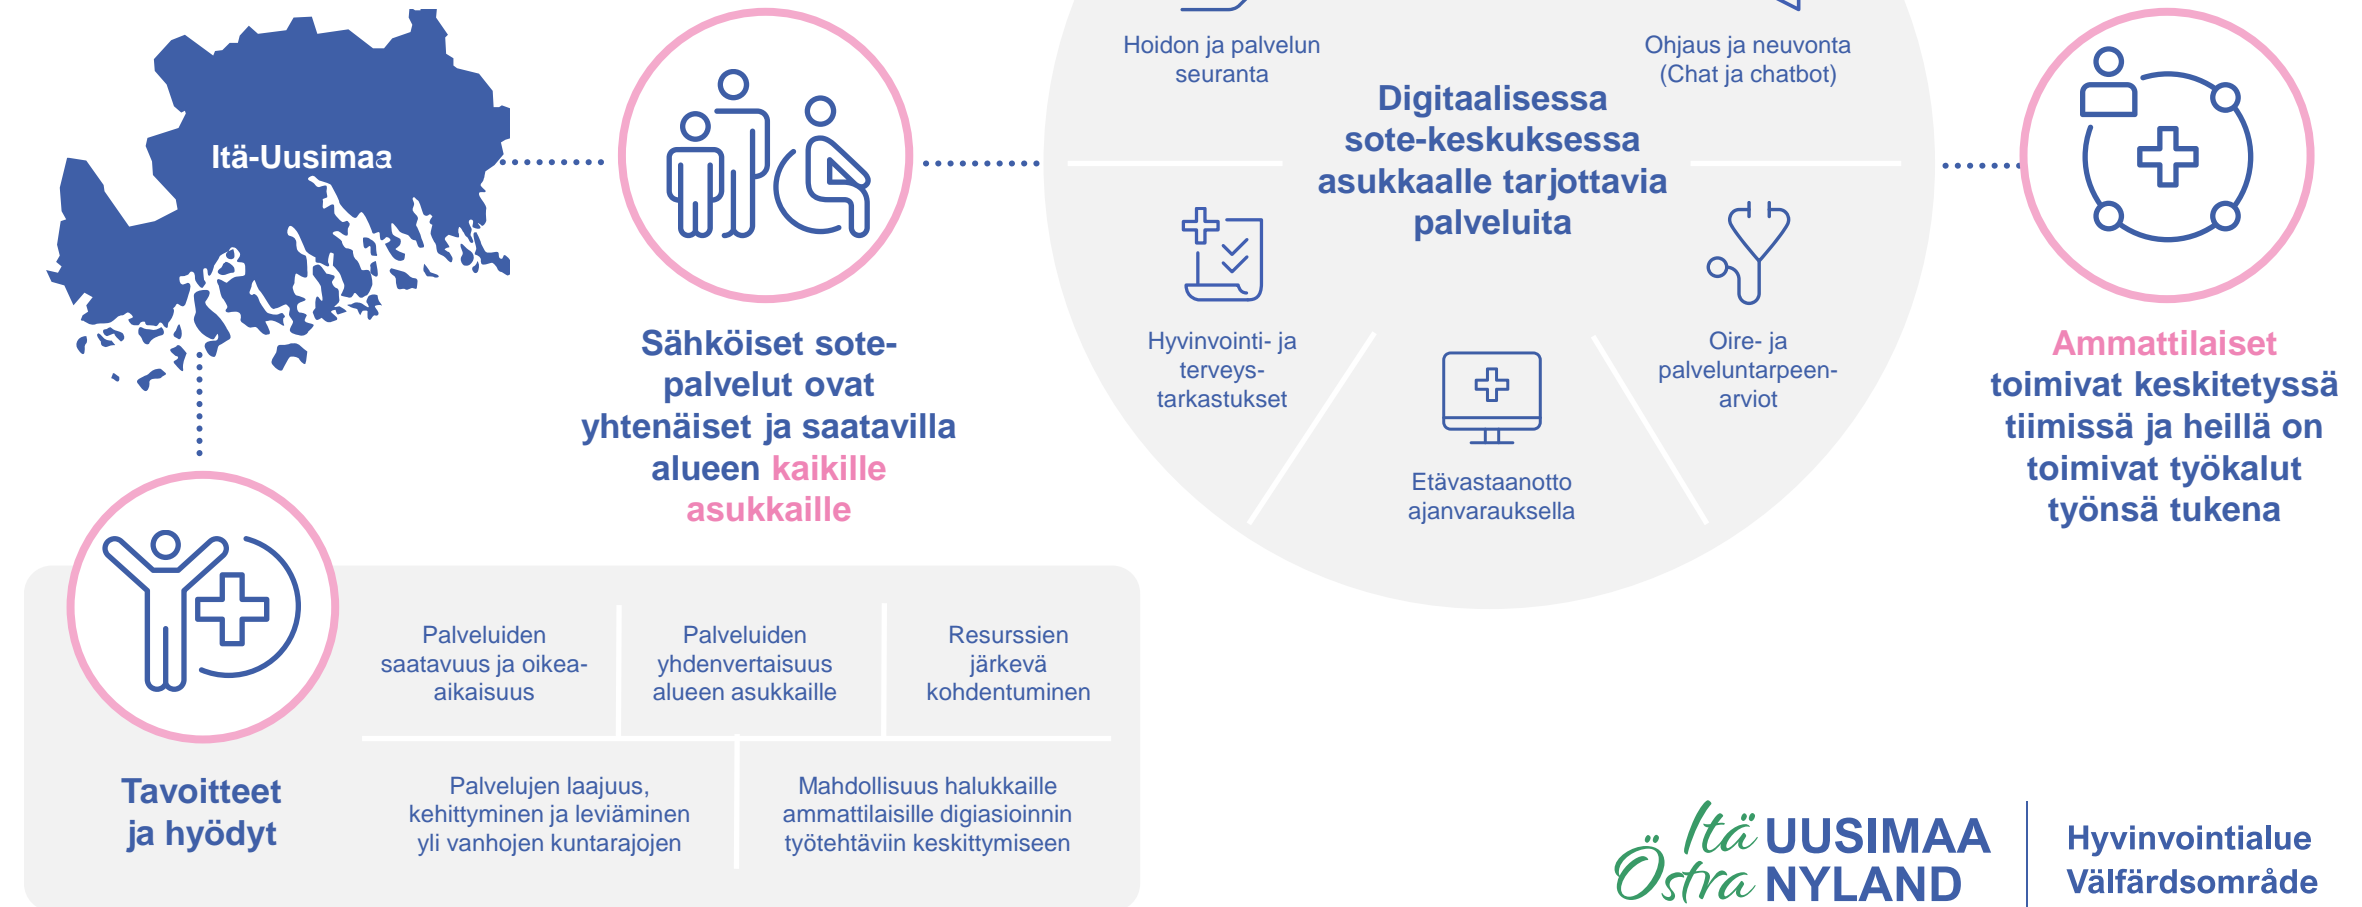 Itä-Uusimaa
Sähköiset sote-
palvelut ovat
yhtenäiset ja saatavilla
alueen kaikille
asukkaille
Hoidon ja palvelun
seuranta
Ohjaus ja neuvonta
(Chat ja chatbot)
Digitaalisessa
sote-keskuksessa
asukkaalle tarjottavia
palveluita
Hyvinvointi- ja
terveys-
tarkastukset
Etävastaanotto
ajanvarauksella
Oire- ja
palveluntarpeen-
arviot
Ammattilaiset
toimivat keskitetyssä
tiimissä ja heillä on
toimivat työkalut
työnsä tukena
Tavoitteet
ja hyödyt
Palveluiden
saatavuus ja oikea-
aikaisuus
Palveluiden
yhdenvertaisuus
alueen asukkaille
Resurssien
järkevä
kohdentuminen
Palvelujen laajuus,
kehittyminen ja leviäminen
yli vanhojen kuntarajojen
Mahdollisuus halukkaille
ammattilaisille digiasioinnin
työtehtäviin keskittymiseen
Itä UUSIMAA
Östra NYLAND
Hyvinvointialue
Välfärdsområde